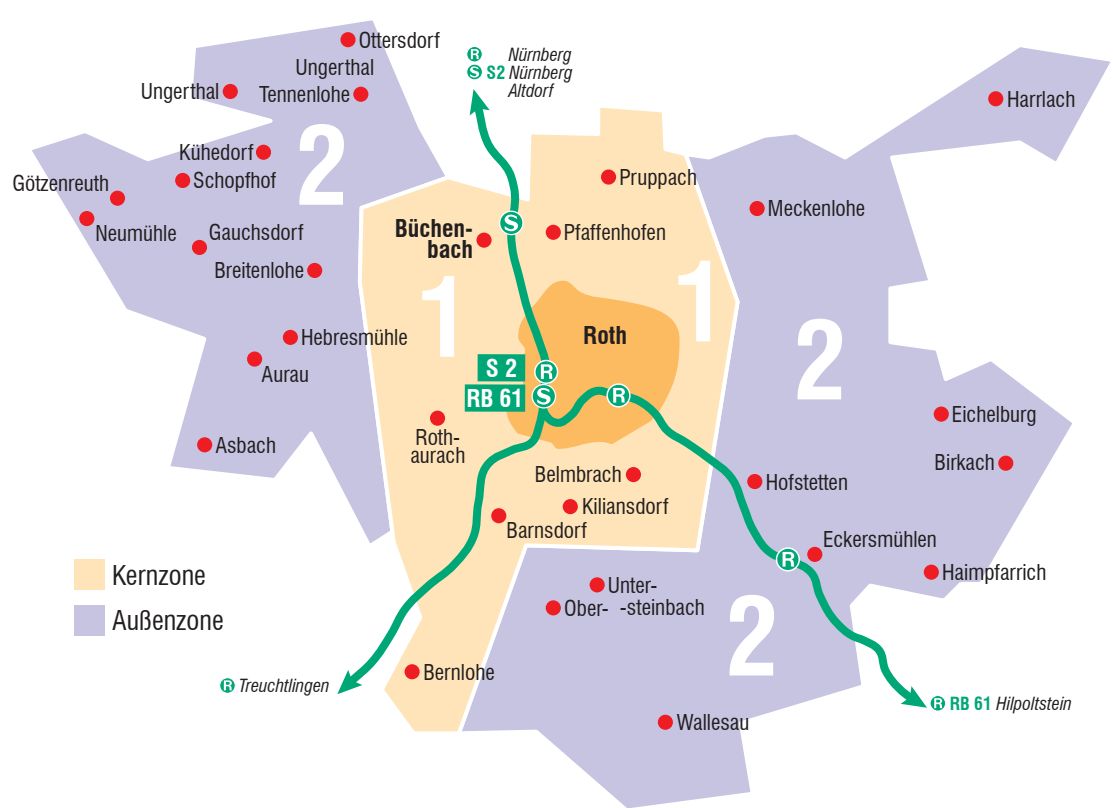 Ottersdorf
R Nürnberg
S S2 Nürnberg
Altdorf
Ungerthal
Ungerthal
Tennenlohe
Harrlach
2
Kühedorf
Schopfhof
Götzenreuth
Neumühle
Gauchsdorf
Breitenlohe
Pruppach
Meckenlohe
Büchen-
bach
S
Pfaffenhofen
1
1
Roth
2
Hebresmühle
Aurau
S 2
R
RB 61
S
R
Asbach
Roth-
aurach
Eichelburg
Birkach
Belmbrach
Kiliansdorf
Barnsdorf
Hofstetten
Eckersmühlen
R
Haimpfarrich
Kernzone
Außenzone
Unter-
Ober- -steinbach
2
Bernlohe
R Treuchtlingen
R RB 61 Hilpoltstein
Wallesau